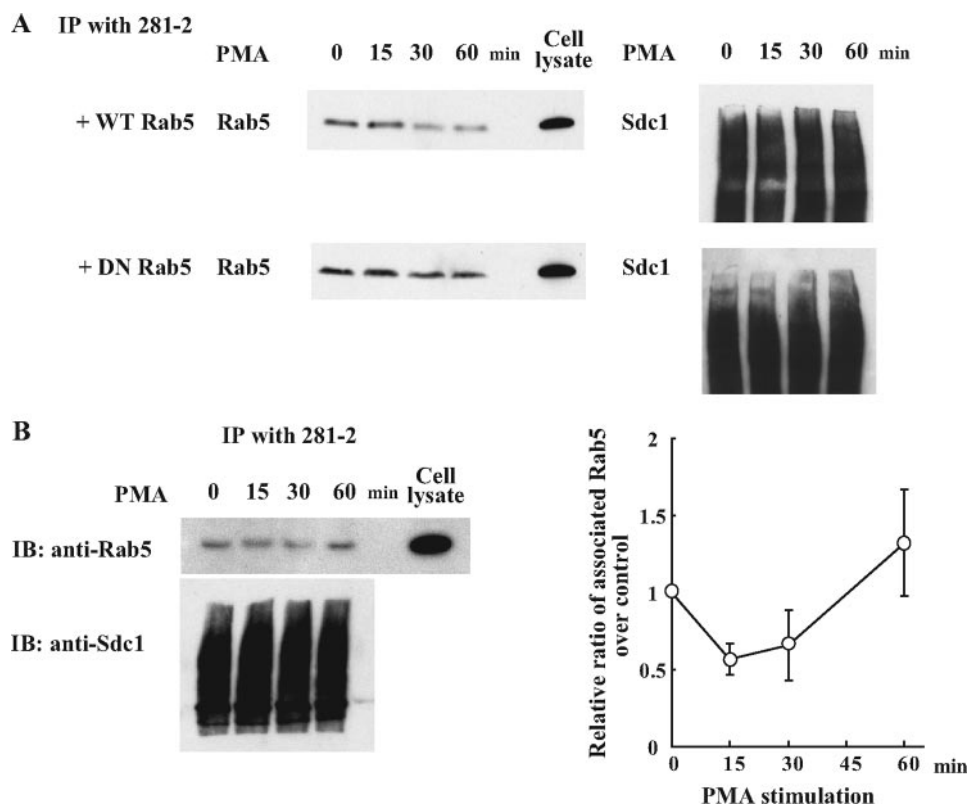 A IP with 281-2
PMA 0 15 30 60 min Cell lysate PMA 0 15 30 60 min
+ WT Rab5 Rab5 Sdc1
+ DN Rab5 Rab5 Sdc1
B
IP with 281-2
PMA 0 15 30 60 min Cell lysate
IB: anti-Rab5
IB: anti-Sdc1
Relative ratio of associated Rab5
over control
2
1.5
1
0.5
0
0 15 30 45 60 min
PMA stimulation